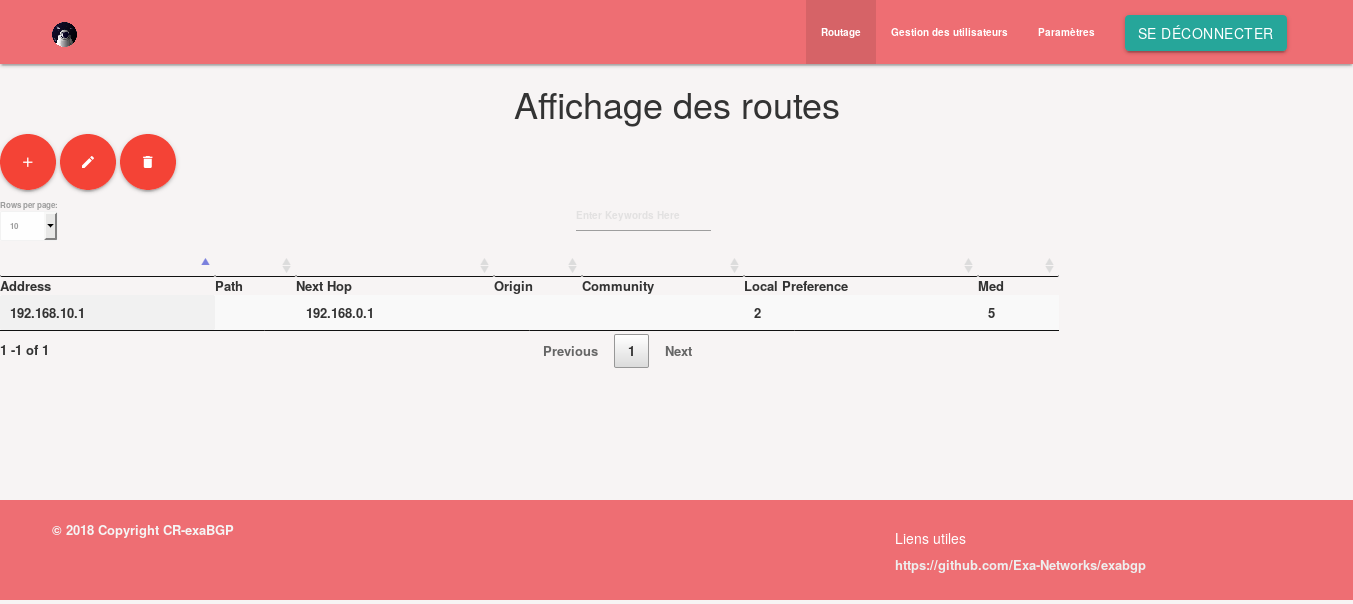 Routage Gestion des utilisateurs Paramètres SE DÉCONNECTER
Affichage des routes
Rows per page:
10
Enter Keywords Here
Address Path Next Hop Origin Community Local Preference Med
192.168.10.1 192.168.0.1 2 5
1 -1 of 1 Previous 1 Next
© 2018 Copyright CR-exaBGP
Liens utiles
https://github.com/Exa-Networks/exabgp